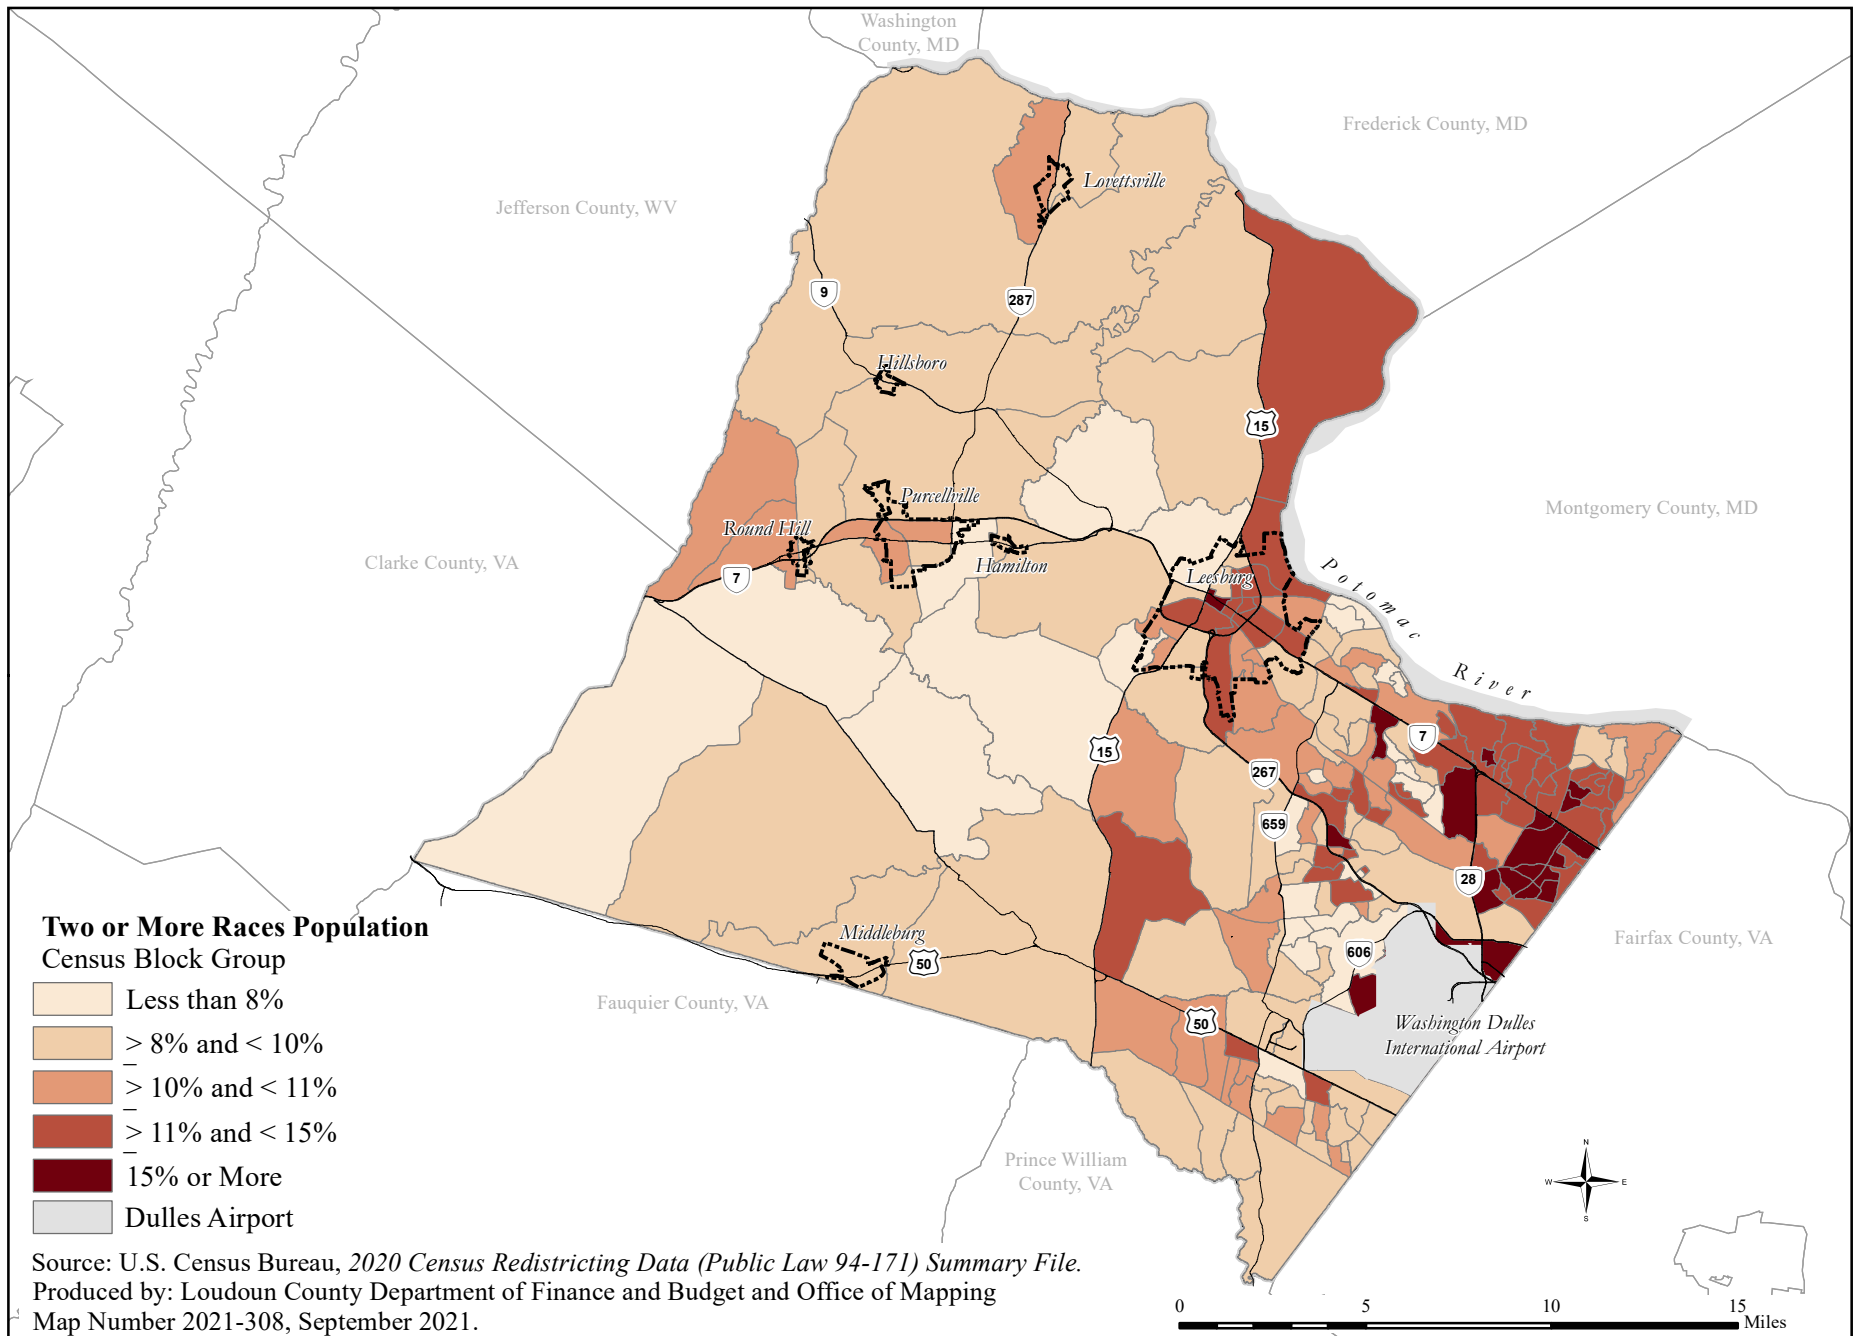 Washington
County, MD
Frederick County, MD
Jefferson County, WV
Lovettsville
9
287
Hillsboro
15
Purcellville
Montgomery County, MD
Round Hill
Clarke County, VA
Hamilton
7
Leesburg
Potomac
River
15
7
267
659
28
Two or More Races Population
Census Block Group
Less than 8%
> 8% and < 10%
> 10% and < 11%
> 11% and < 15%
15% or More
Dulles Airport
Middleburg
50
Fauquier County, VA
Fairfax County, VA
606
50
Washington Dulles
International Airport
Prince William
County, VA
N
W E
S
Source: U.S. Census Bureau, 2020 Census Redistricting Data (Public Law 94-171) Summary File.
Produced by: Loudoun County Department of Finance and Budget and Office of Mapping
Map Number 2021-308, September 2021.
0 5 10 15
Miles